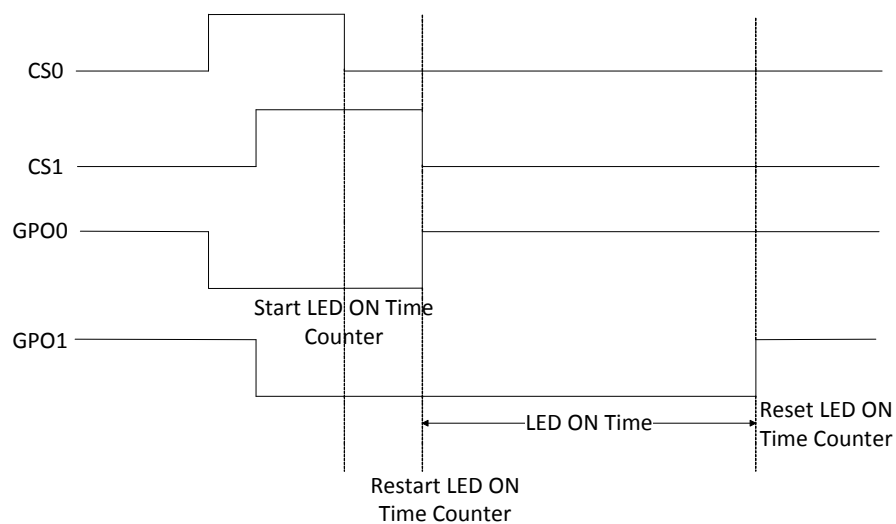 CS0
CS1
GPO0
Start LED ON Time
Counter
GPO1
LED ON Time
Reset LED ON
Time Counter
Restart LED ON
Time Counter